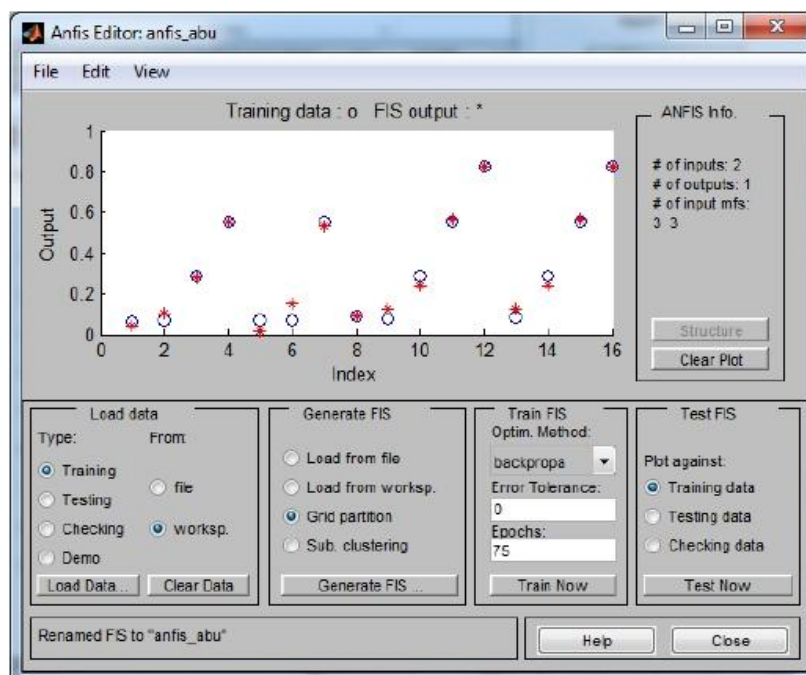 Anfis Editor: anfis_abu
File Edit View
Training data : o FIS output : *
1
0.8
0.6
0.4
0.2
0
Output
0 2 4 6 8 10 12 14 16
Index
ANFIS Info.
# of inputs: 2
# of outputs: 1
# of input mfs:
3 3
Structure
Clear Plot
Load data
Type: From:
Training
file
Testing
Checking
worksp.
Demo
Load Data... Clear Data
Generate FIS
Load from file
Load from worksp.
Grid partition
Sub. clustering
Generate FIS ...
Train FIS
Optim. Method:
backpropa
Error Tolerance:
0
Epochs:
75
Train Now
Test FIS
Plot against:
Training data
Testing data
Checking data
Test Now
Renamed FIS to "anfis_abu"
Help Close